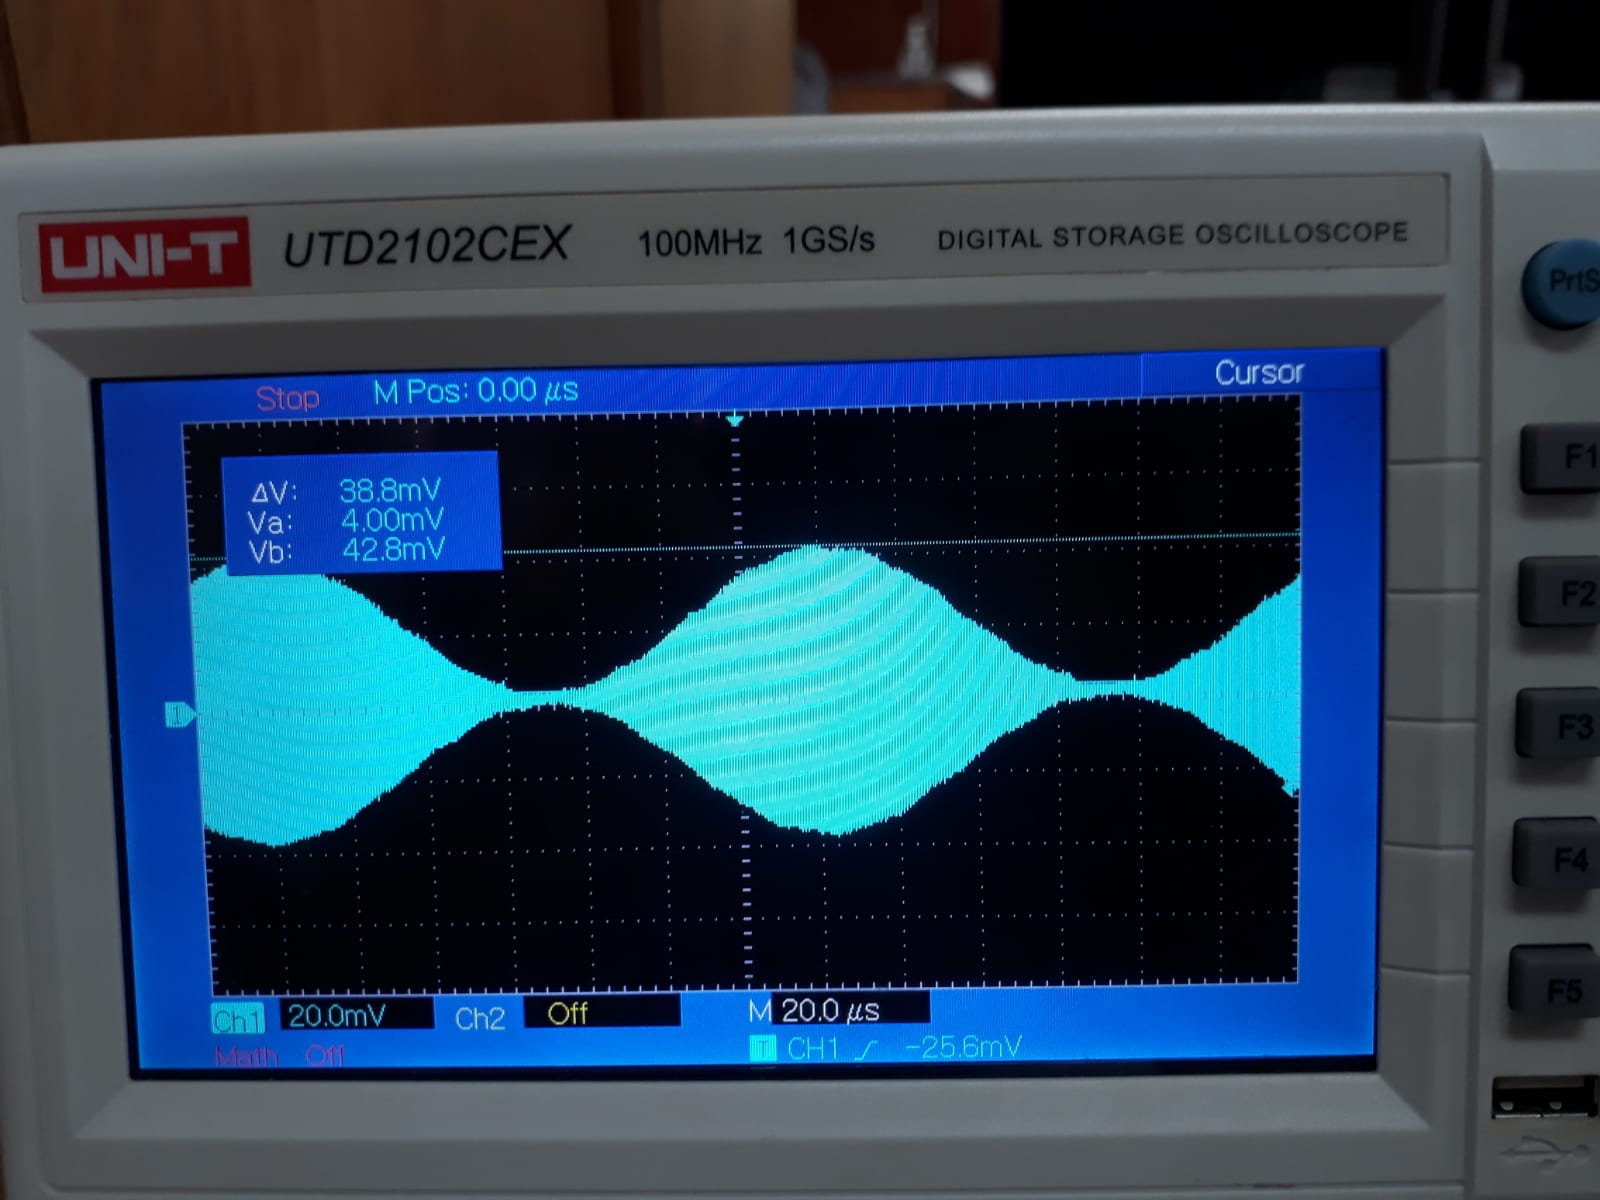 UNI-T UTD2102CEX 100MHz 1GS/s DIGITAL STORAGE OSCILLOSCOPE
PrtS
Stop M Pos: 0.00 μs Cursor
ΔV: 38.8mV
Va: 4.00mV
Vb: 42.8mV
F1
F2
1
F3
F4
F5
Ch1 20.0mV Ch2 Off M 20.0 μs
Math Off T CH1 -25.6mV